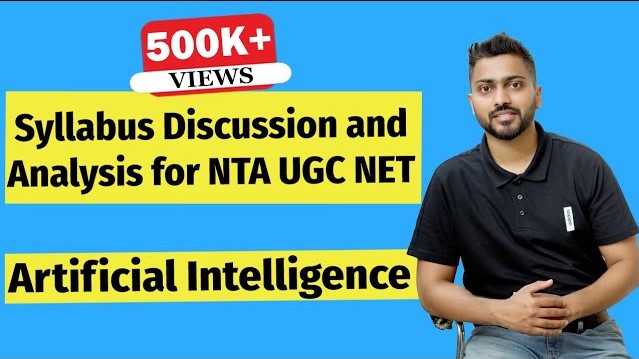 500K+
VIEWS
Syllabus Discussion and
Analysis for NTA UGC NET
Artificial Intelligence